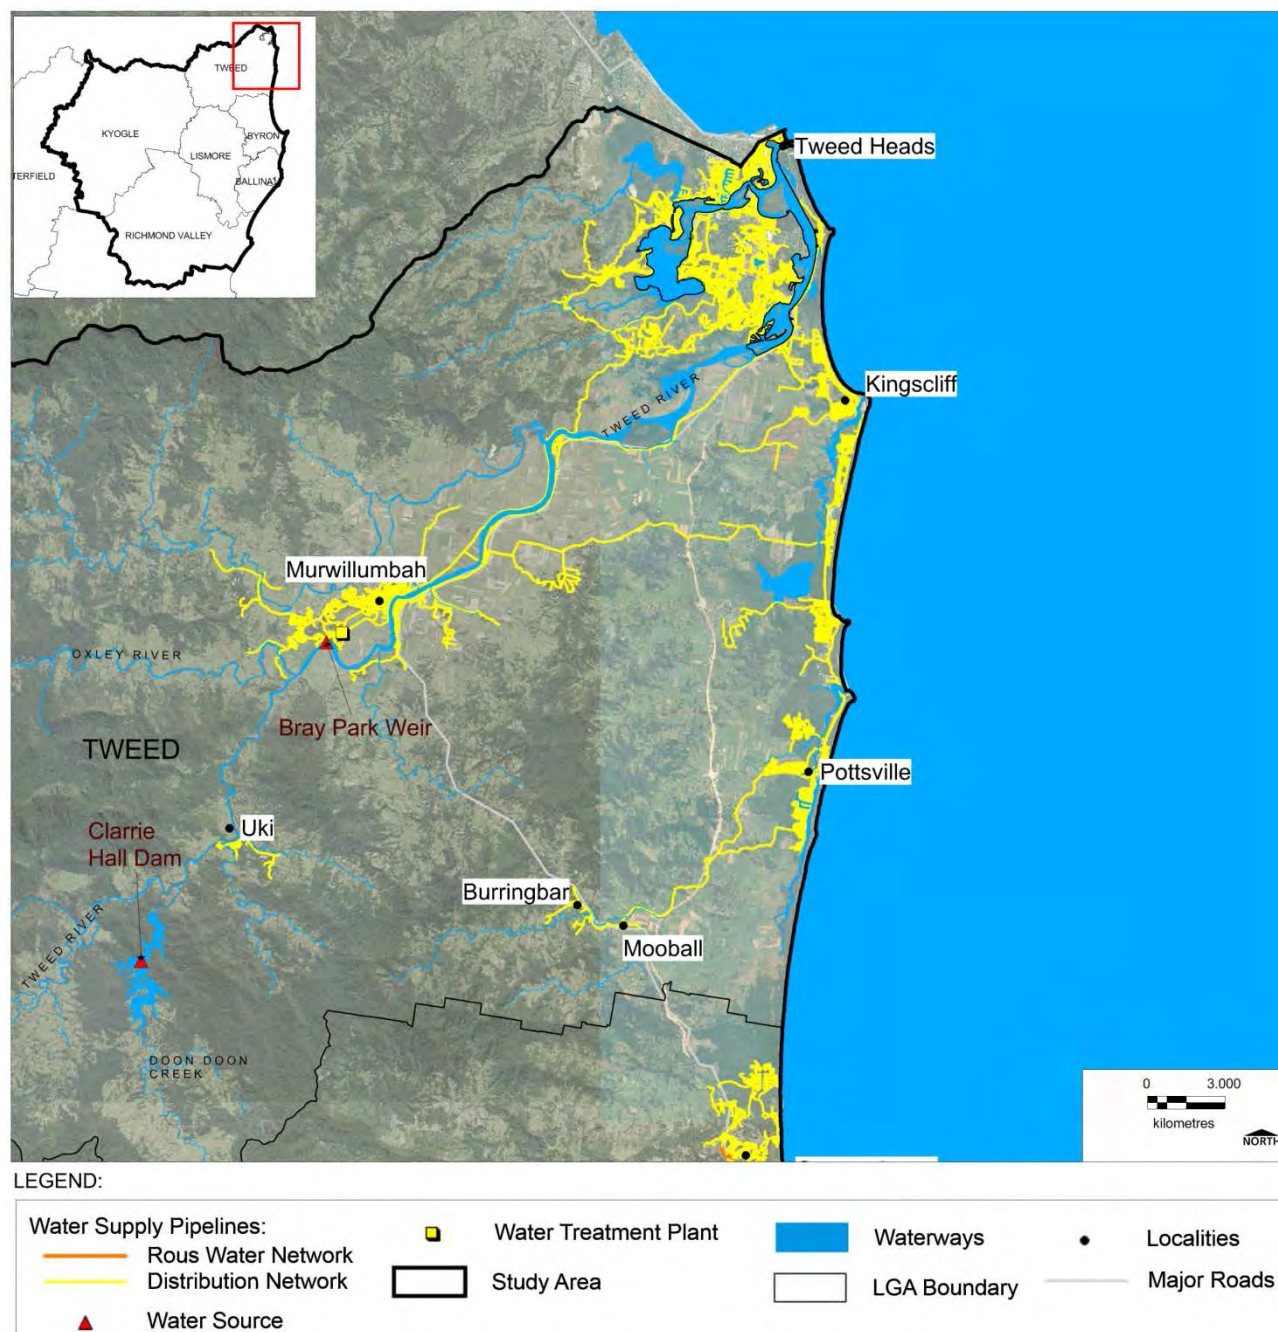 TWEED
KYOGLE
BYRON
LISMORE
BALLINA
TERFIELD
RICHMOND VALLEY
Tweed Heads
Kingscliff
TWEED RIVER
Murwillumbah
OXLEY RIVER
Bray Park Weir
TWEED
Pottsville
Uki
Clarrie
Hall Dam
Burringbar
Mooball
TWEED RIVER
DOON DOON
CREEK
0 3.000
kilometres
NORTH
LEGEND:
Water Supply Pipelines:
Rous Water Network
Distribution Network
Water Source
Water Treatment Plant
Study Area
Waterways
LGA Boundary
Localities
Major Roads